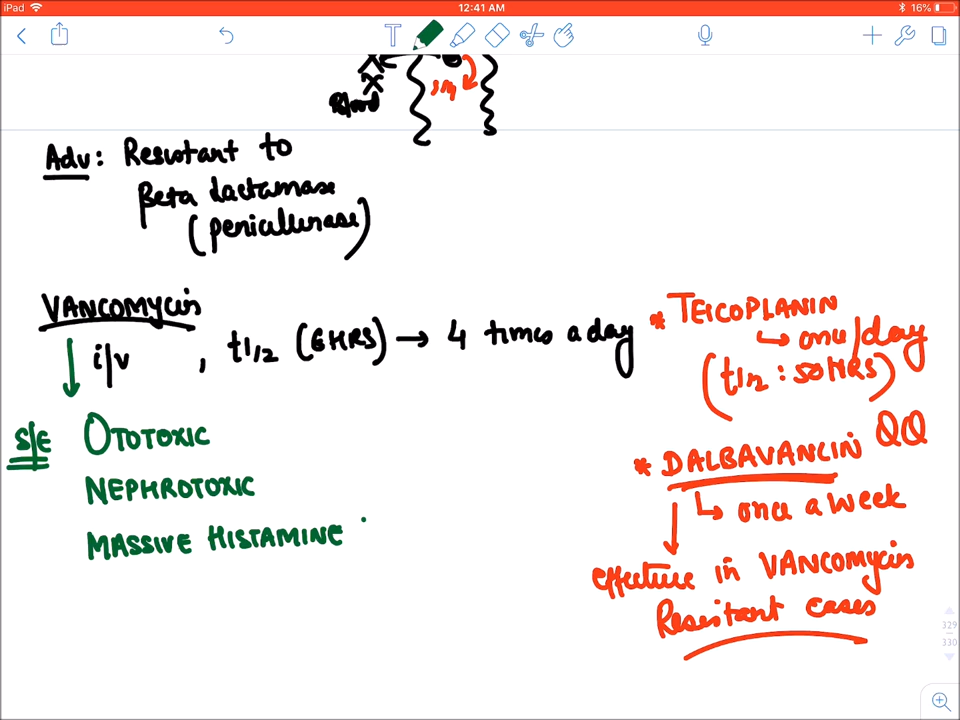 iPad
12:41 AM
16%
T
Blood
Adv: Resistant to
Beta lactamase
(penicillinase)
VANCOMYCIN
i/v , t1/2 (6HRS) → 4 times a day
* TEICOPLANIN
↳ once/day
(t1/2 : 50HRS)
S/E OTOTOXIC
NEPHROTOXIC
MASSIVE HISTAMINE
* DALBAVANCIN QQ
↳ once a week
effective in VANCOMYCIN
Resistant cases
329
330